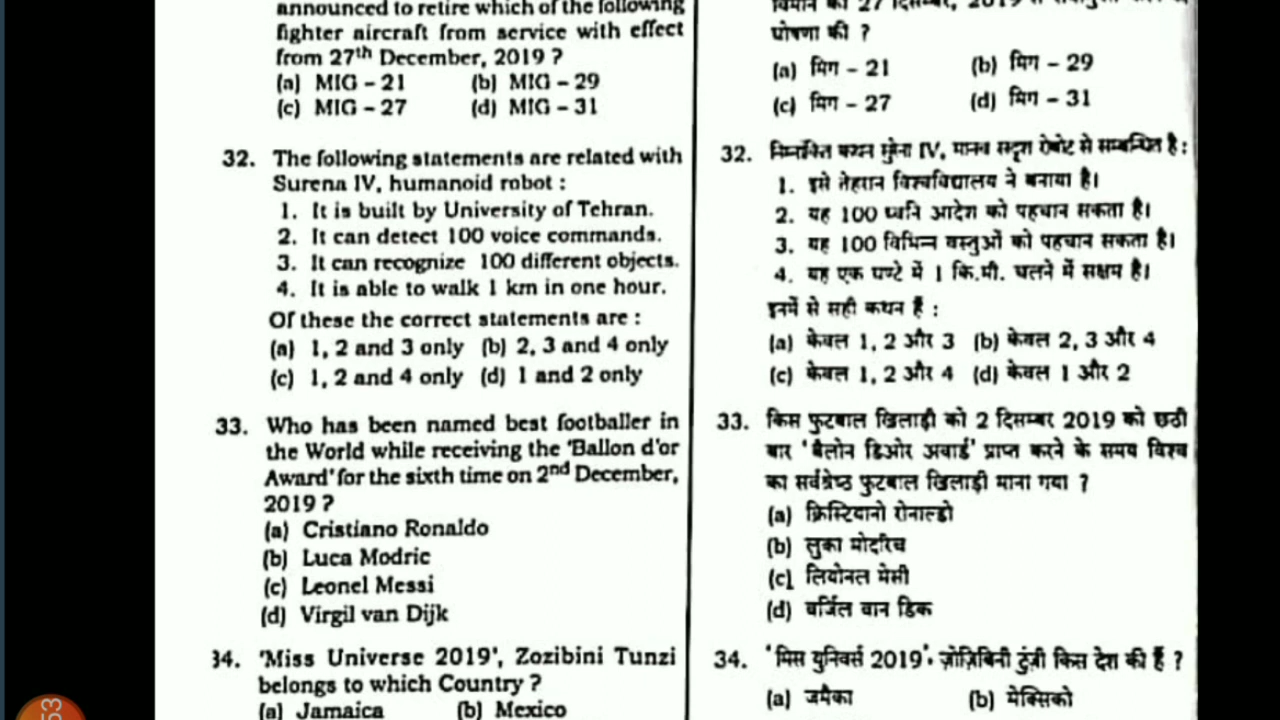 announced to retire which of the following
fighter aircraft from service with effect
from 27th December, 2019 ?
(a) MIG – 21 (b) MIG – 29
(c) MIG – 27 (d) MIG – 31
32. The following statements are related with
Surena IV, humanoid robot :
1. It is built by University of Tehran.
2. It can detect 100 voice commands.
3. It can recognize 100 different objects.
4. It is able to walk 1 km in one hour.
Of these the correct statements are :
(a) 1, 2 and 3 only (b) 2, 3 and 4 only
(c) 1, 2 and 4 only (d) 1 and 2 only
33. Who has been named best footballer in
the World while receiving the 'Ballon d'or
Award' for the sixth time on 2nd December,
2019 ?
(a) Cristiano Ronaldo
(b) Luca Modric
(c) Leonel Messi
(d) Virgil van Dijk
34. 'Miss Universe 2019', Zozibini Tunzi
belongs to which Country ?
(a) Jamaica (b) Mexico
27 दिसम्बर, 2019 से
घोषणा की ?
(a) मिग – 21 (b) मिग – 29
(c) मिग – 27 (d) मिग – 31
32. निम्नांकित कथन सुरेना IV, मानव सदृश रोबोट से सम्बन्धित है :
1. इसे तेहरान विश्वविद्यालय ने बनाया है।
2. यह 100 ध्वनि आदेश को पहचान सकता है।
3. यह 100 विभिन्न वस्तुओं को पहचान सकता है।
4. यह एक घण्टे में 1 कि.मी. चलने में सक्षम है।
इनमें से सही कथन हैं :
(a) केवल 1, 2 और 3 (b) केवल 2, 3 और 4
(c) केवल 1, 2 और 4 (d) केवल 1 और 2
33. किस फुटबाल खिलाड़ी को 2 दिसम्बर 2019 को छठी
बार 'बैलोन डिओर अवार्ड' प्राप्त करने के समय विश्व
का सर्वश्रेष्ठ फुटबाल खिलाड़ी माना गया ?
(a) क्रिस्टियानो रोनाल्डो
(b) लुका मोदरिच
(c) लियोनल मेसी
(d) वर्जिल वान डिक
34. 'मिस युनिवर्स 2019', ज़ोज़िबिनी टुंज़ी किस देश की हैं ?
(a) जमैका (b) मेक्सिको